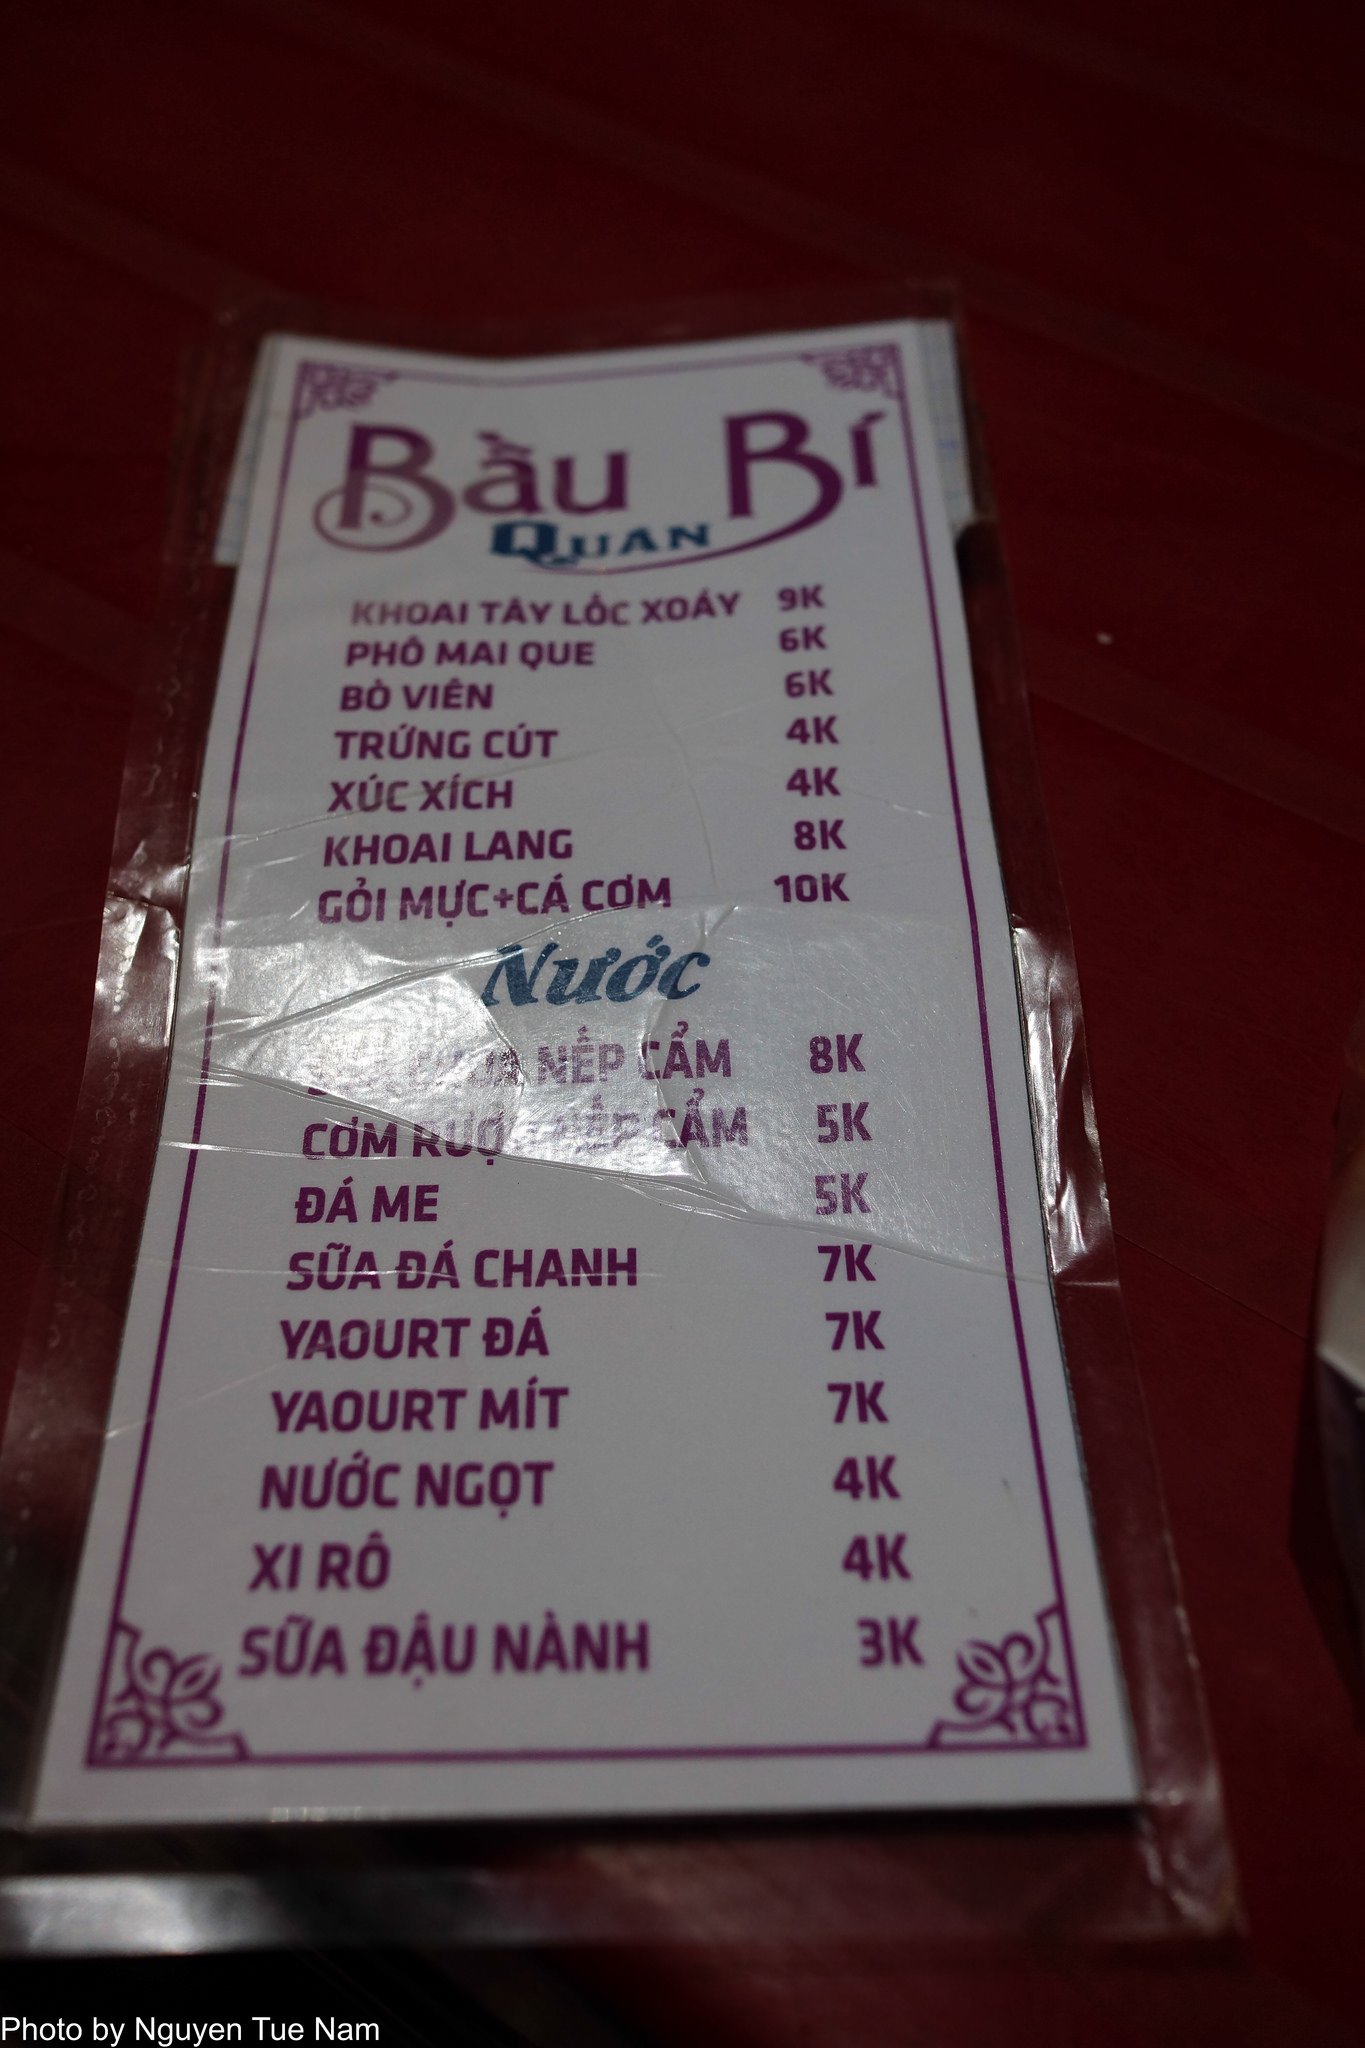 Bầu Bí
QUAN
KHOAI TÂY LỐC XOÁY 9K
PHÔ MAI QUE 6K
BÒ VIÊN 6K
TRỨNG CÚT 4K
XÚC XÍCH 4K
KHOAI LANG 8K
GỎI MỰC+CÁ CƠM 10K
Nước
NẾP CẨM 8K
CƠM RƯỢU NẾP CẨM 5K
ĐÁ ME 5K
SỮA ĐÁ CHANH 7K
YAOURT ĐÁ 7K
YAOURT MÍT 7K
NƯỚC NGỌT 4K
XI RÔ 4K
SỮA ĐẬU NÀNH 3K
Photo by Nguyen Tue Nam